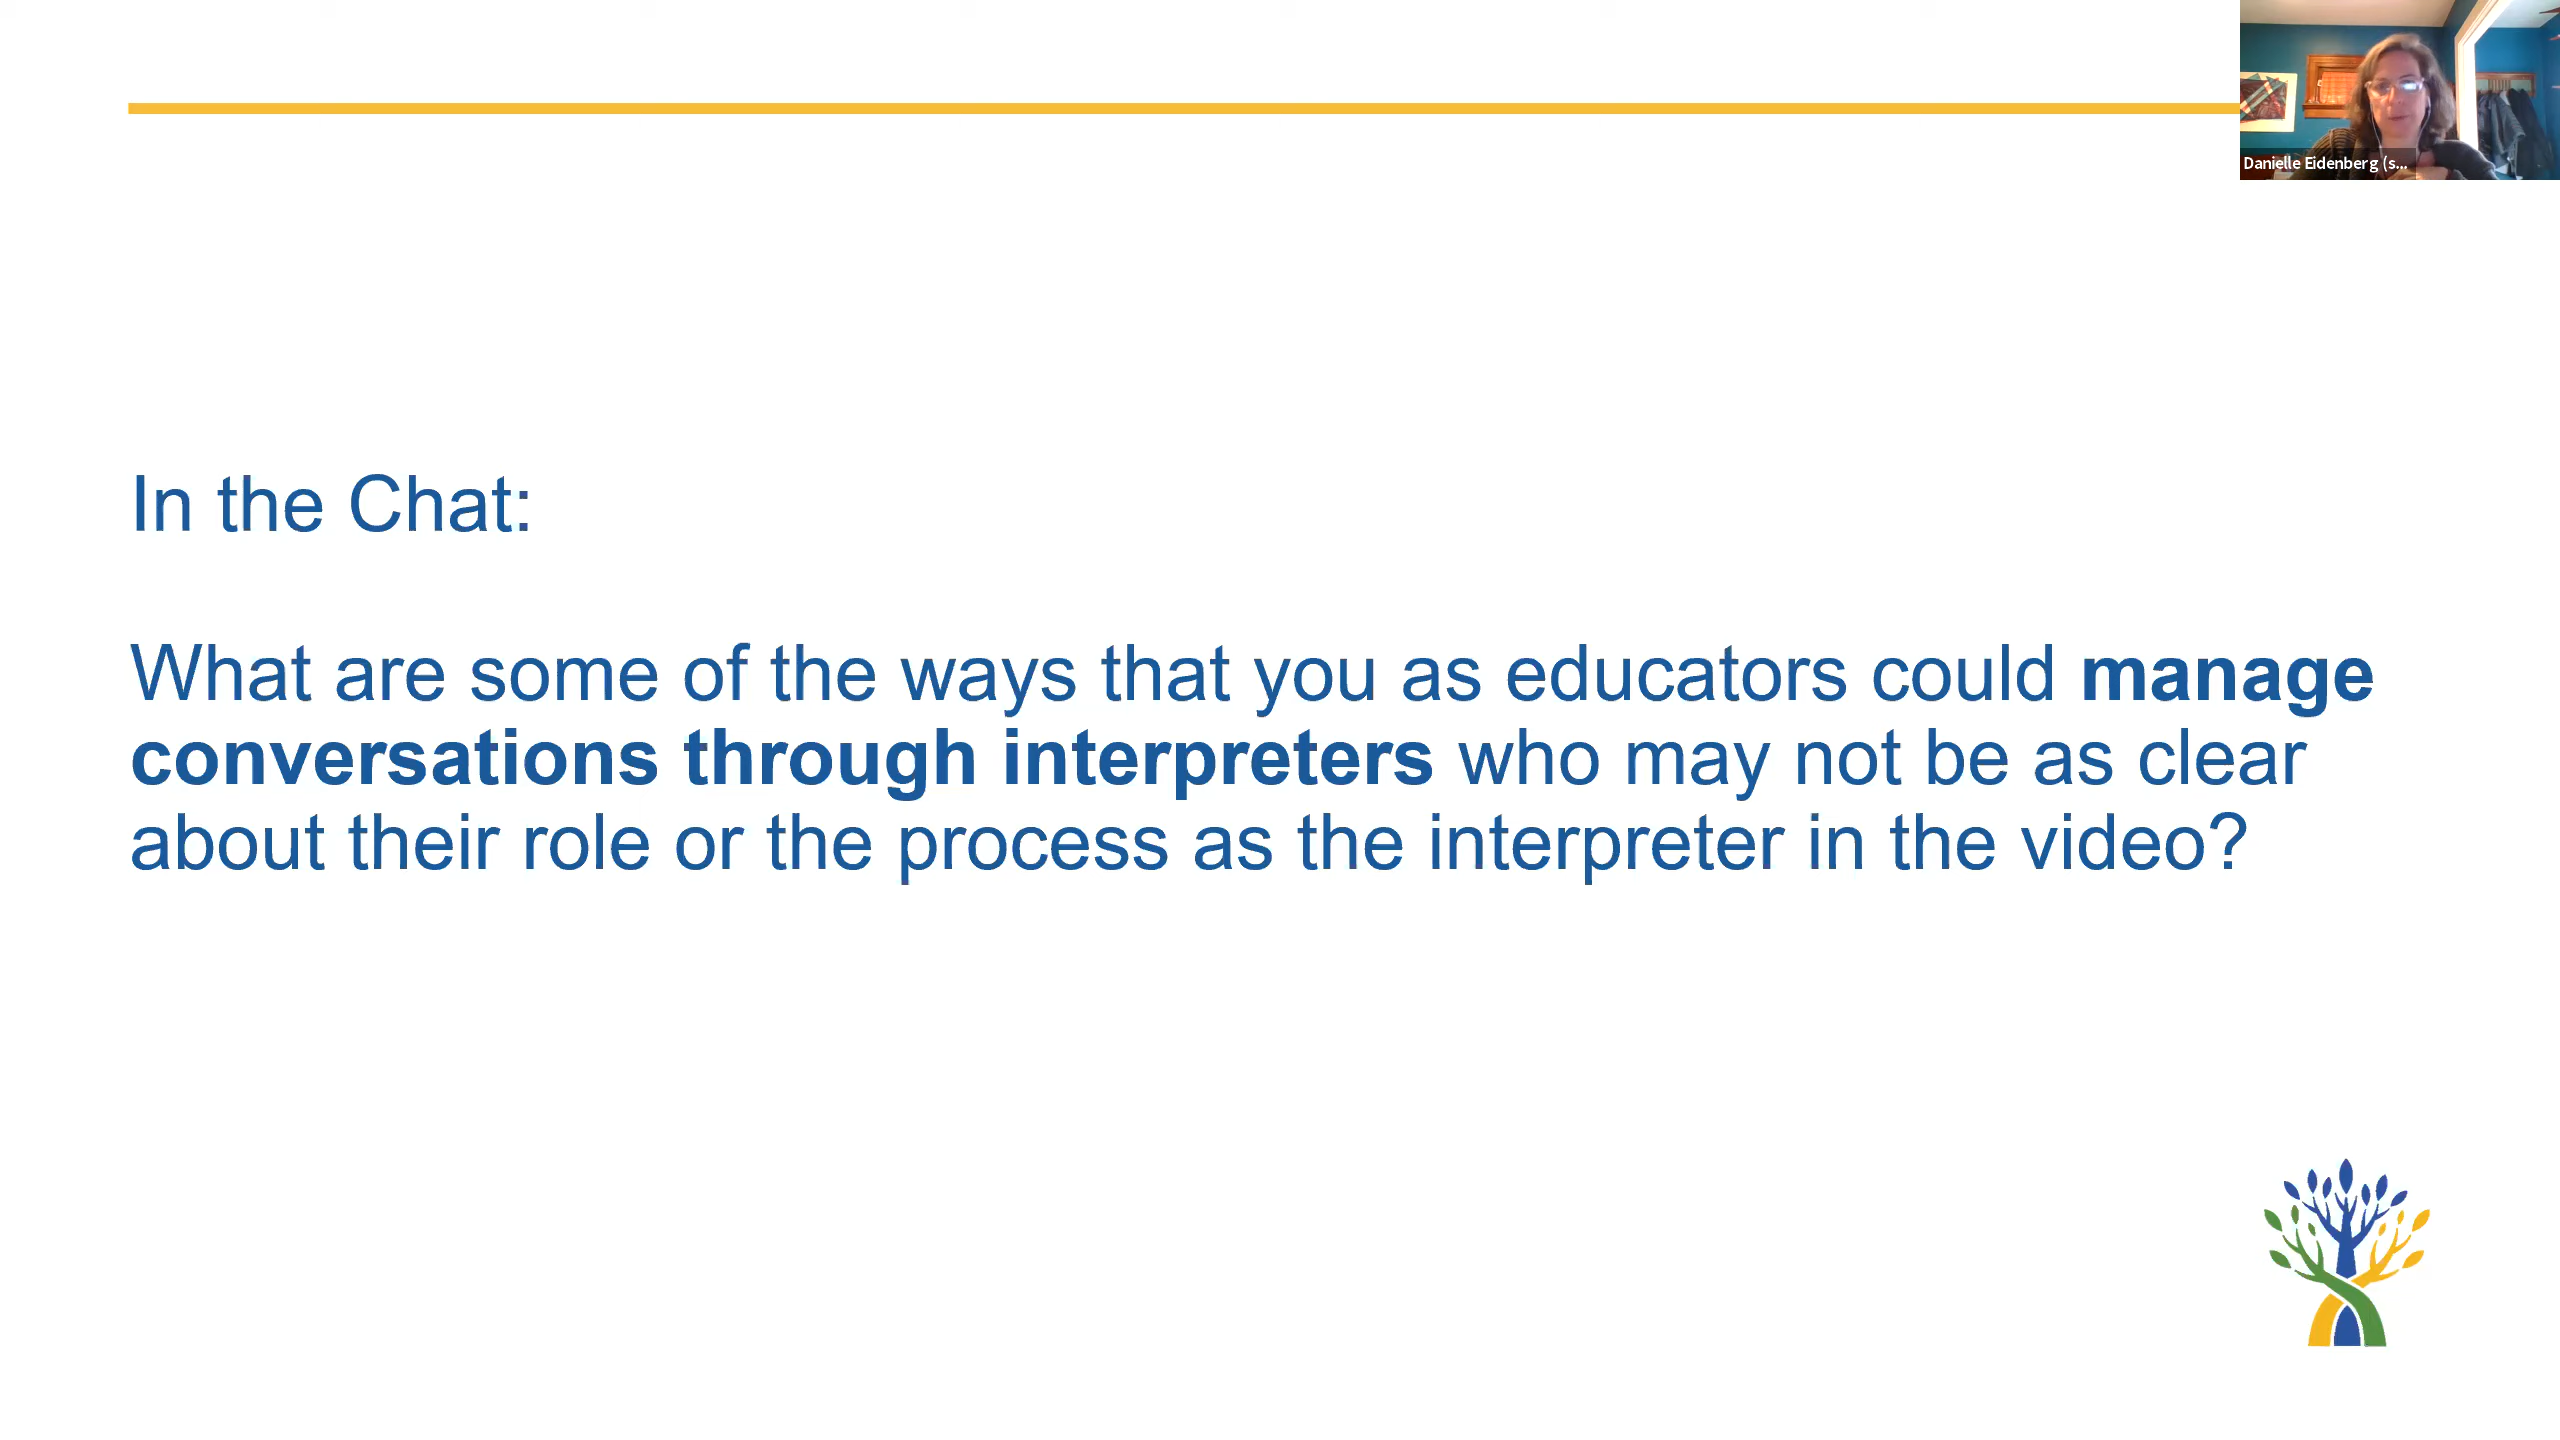 Danielle Eidenberg (s...
In the Chat:
What are some of the ways that you as educators could manage
conversations through interpreters who may not be as clear
about their role or the process as the interpreter in the video?